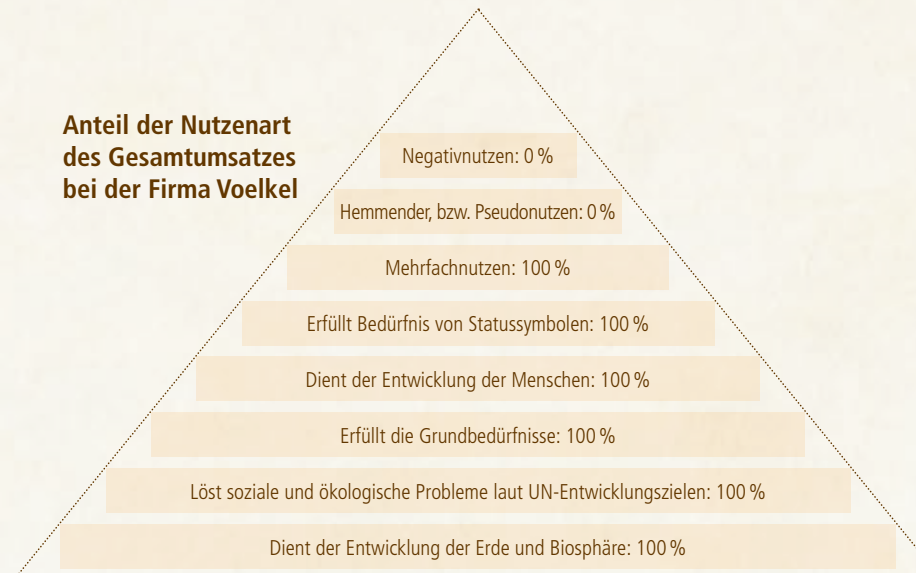 Anteil der Nutzenart
des Gesamtumsatzes
bei der Firma Voelkel
Negativnutzen: 0 %
Hemmender, bzw. Pseudonutzen: 0 %
Mehrfachnutzen: 100 %
Erfüllt Bedürfnis von Statussymbolen: 100 %
Dient der Entwicklung der Menschen: 100 %
Erfüllt die Grundbedürfnisse: 100 %
Löst soziale und ökologische Probleme laut UN-Entwicklungszielen: 100 %
Dient der Entwicklung der Erde und Biosphäre: 100 %